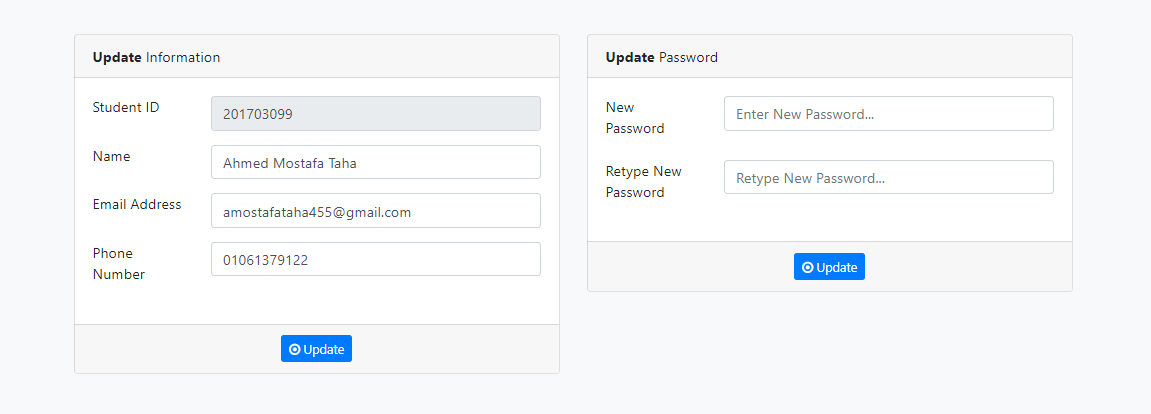 Update Information
Student ID
201703099
Name
Ahmed Mostafa Taha
Email Address
amostafataha455@gmail.com
Phone
Number
01061379122
Update
Update Password
New
Password
Enter New Password...
Retype New
Password
Retype New Password...
Update